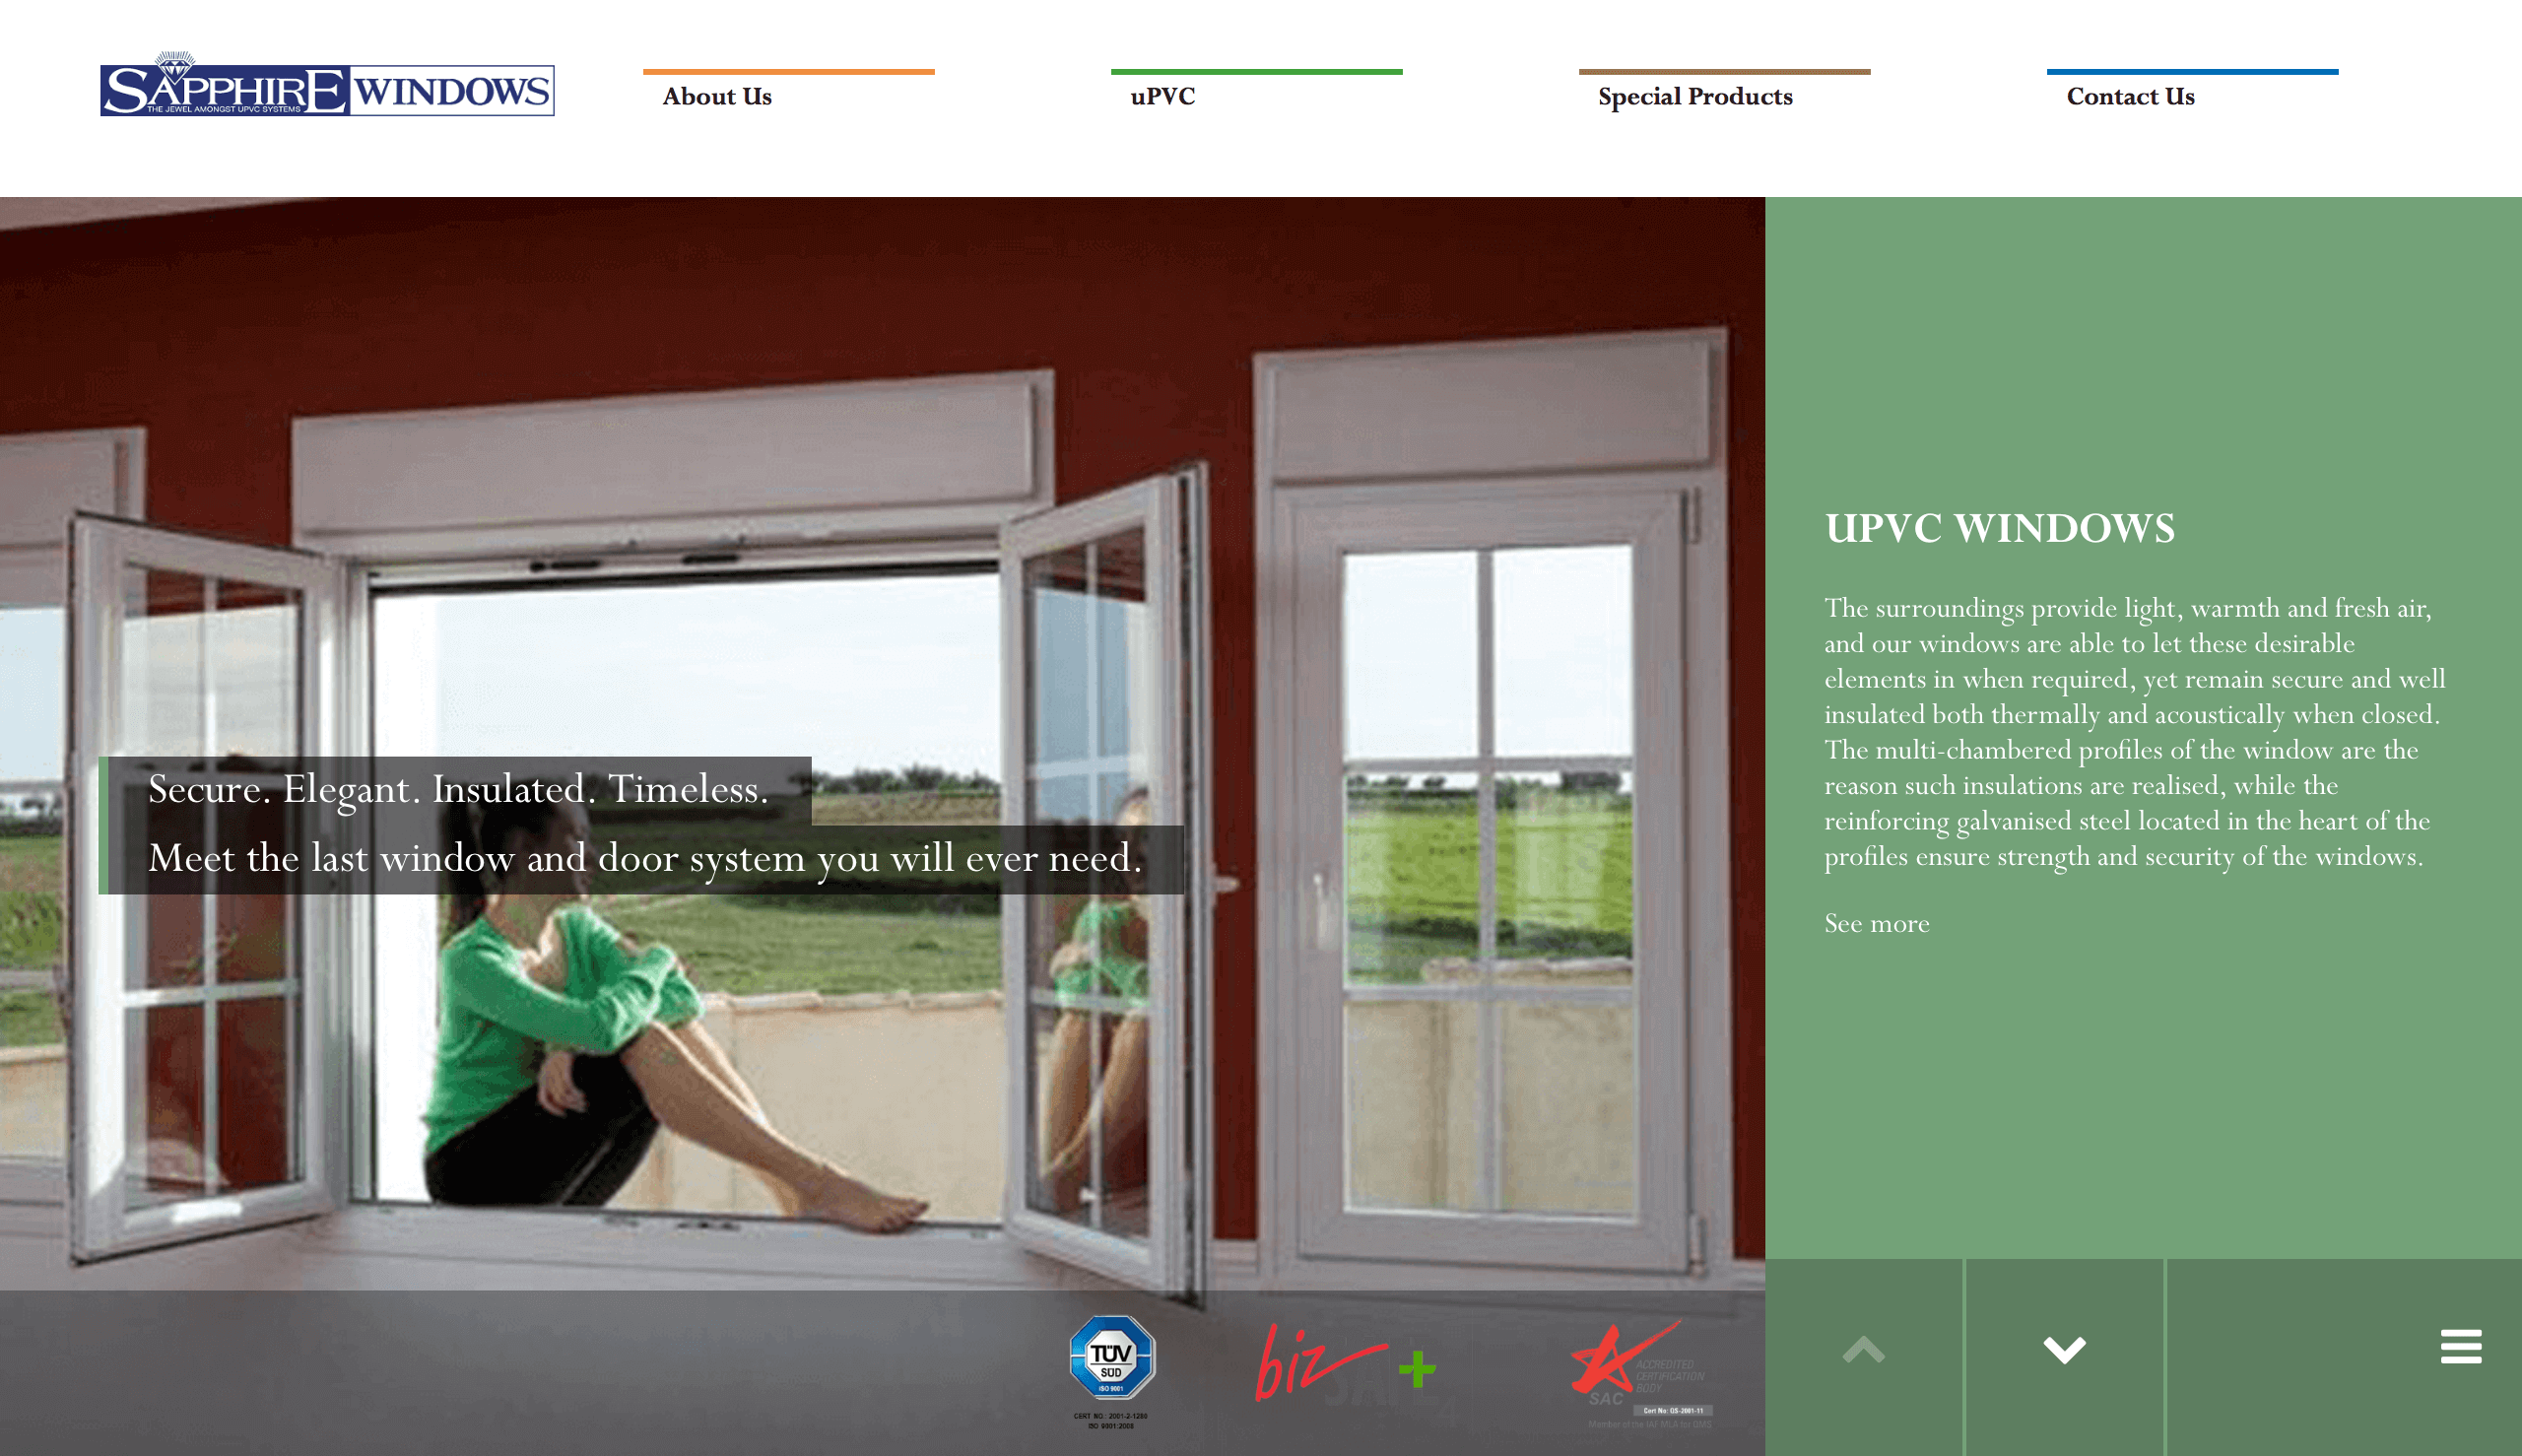 SAPPHIRE WINDOWS
THE JEWEL AMONGST UPVC SYSTEMS
About Us
uPVC
Special Products
Contact Us
Secure. Elegant. Insulated. Timeless.
Meet the last window and door system you will ever need.
UPVC WINDOWS
The surroundings provide light, warmth and fresh air,
and our windows are able to let these desirable
elements in when required, yet remain secure and well
insulated both thermally and acoustically when closed.
The multi-chambered profiles of the window are the
reason such insulations are realised, while the
reinforcing galvanised steel located in the heart of the
profiles ensure strength and security of the windows.
See more
TÜV
SÜD
ISO 9001
CERT NO.: 2001-2-1280
ISO 9001:2008
biz
SAFE
+
ACCREDITED
CERTIFICATION
BODY
SAC
Cert No: OS-2001-11
Member of the IAF MLA for QMS